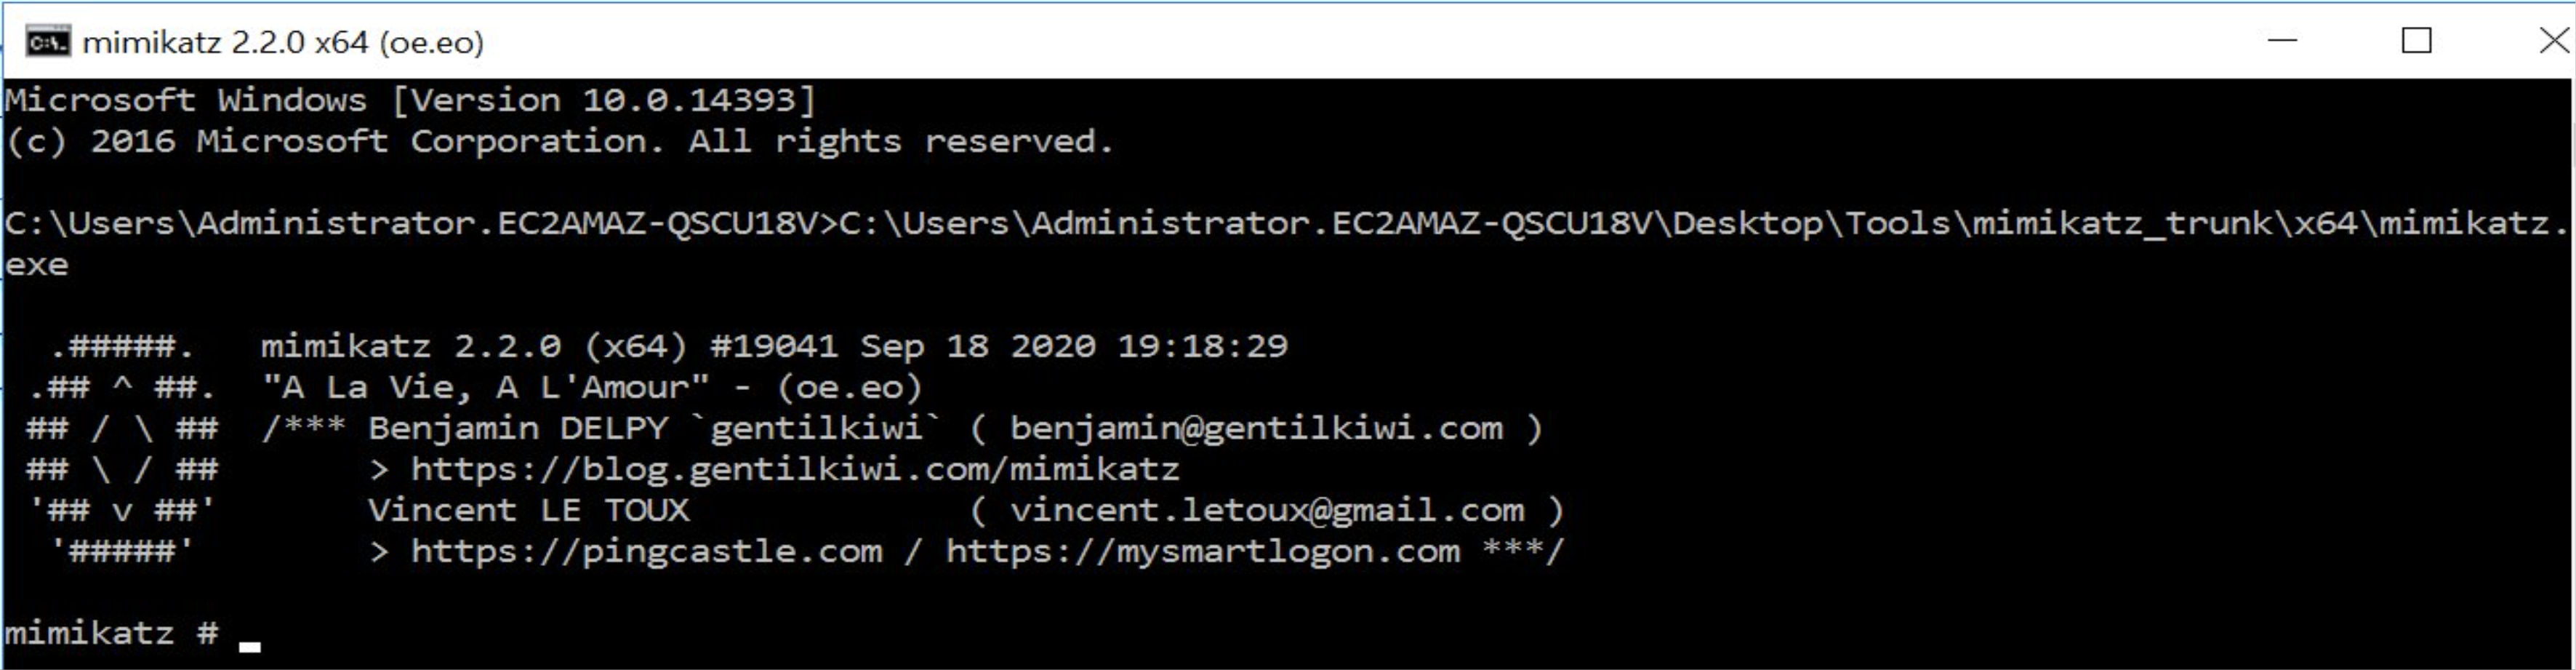 mimikatz 2.2.0 x64 (oe.eo)
Microsoft Windows [Version 10.0.14393]
(c) 2016 Microsoft Corporation. All rights reserved.
C:\Users\Administrator.EC2AMAZ-QSCU18V>C:\Users\Administrator.EC2AMAZ-QSCU18V\Desktop\Tools\mimikatz_trunk\x64\mimikatz.
exe
  .#####.   mimikatz 2.2.0 (x64) #19041 Sep 18 2020 19:18:29
 .## ^ ##.  "A La Vie, A L'Amour" - (oe.eo)
 ## / \ ##  /*** Benjamin DELPY `gentilkiwi` ( benjamin@gentilkiwi.com )
 ## \ / ##       > https://blog.gentilkiwi.com/mimikatz
 '## v ##'       Vincent LE TOUX             ( vincent.letoux@gmail.com )
  '#####'        > https://pingcastle.com / https://mysmartlogon.com ***/
mimikatz # _